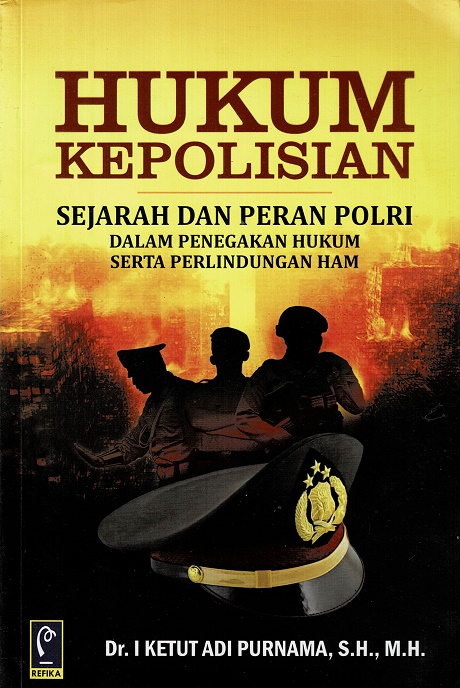 HUKUM
KEPOLISIAN
SEJARAH DAN PERAN POLRI
DALAM PENEGAKAN HUKUM
SERTA PERLINDUNGAN HAM
Dr. I KETUT ADI PURNAMA, S.H., M.H.
REFIKA